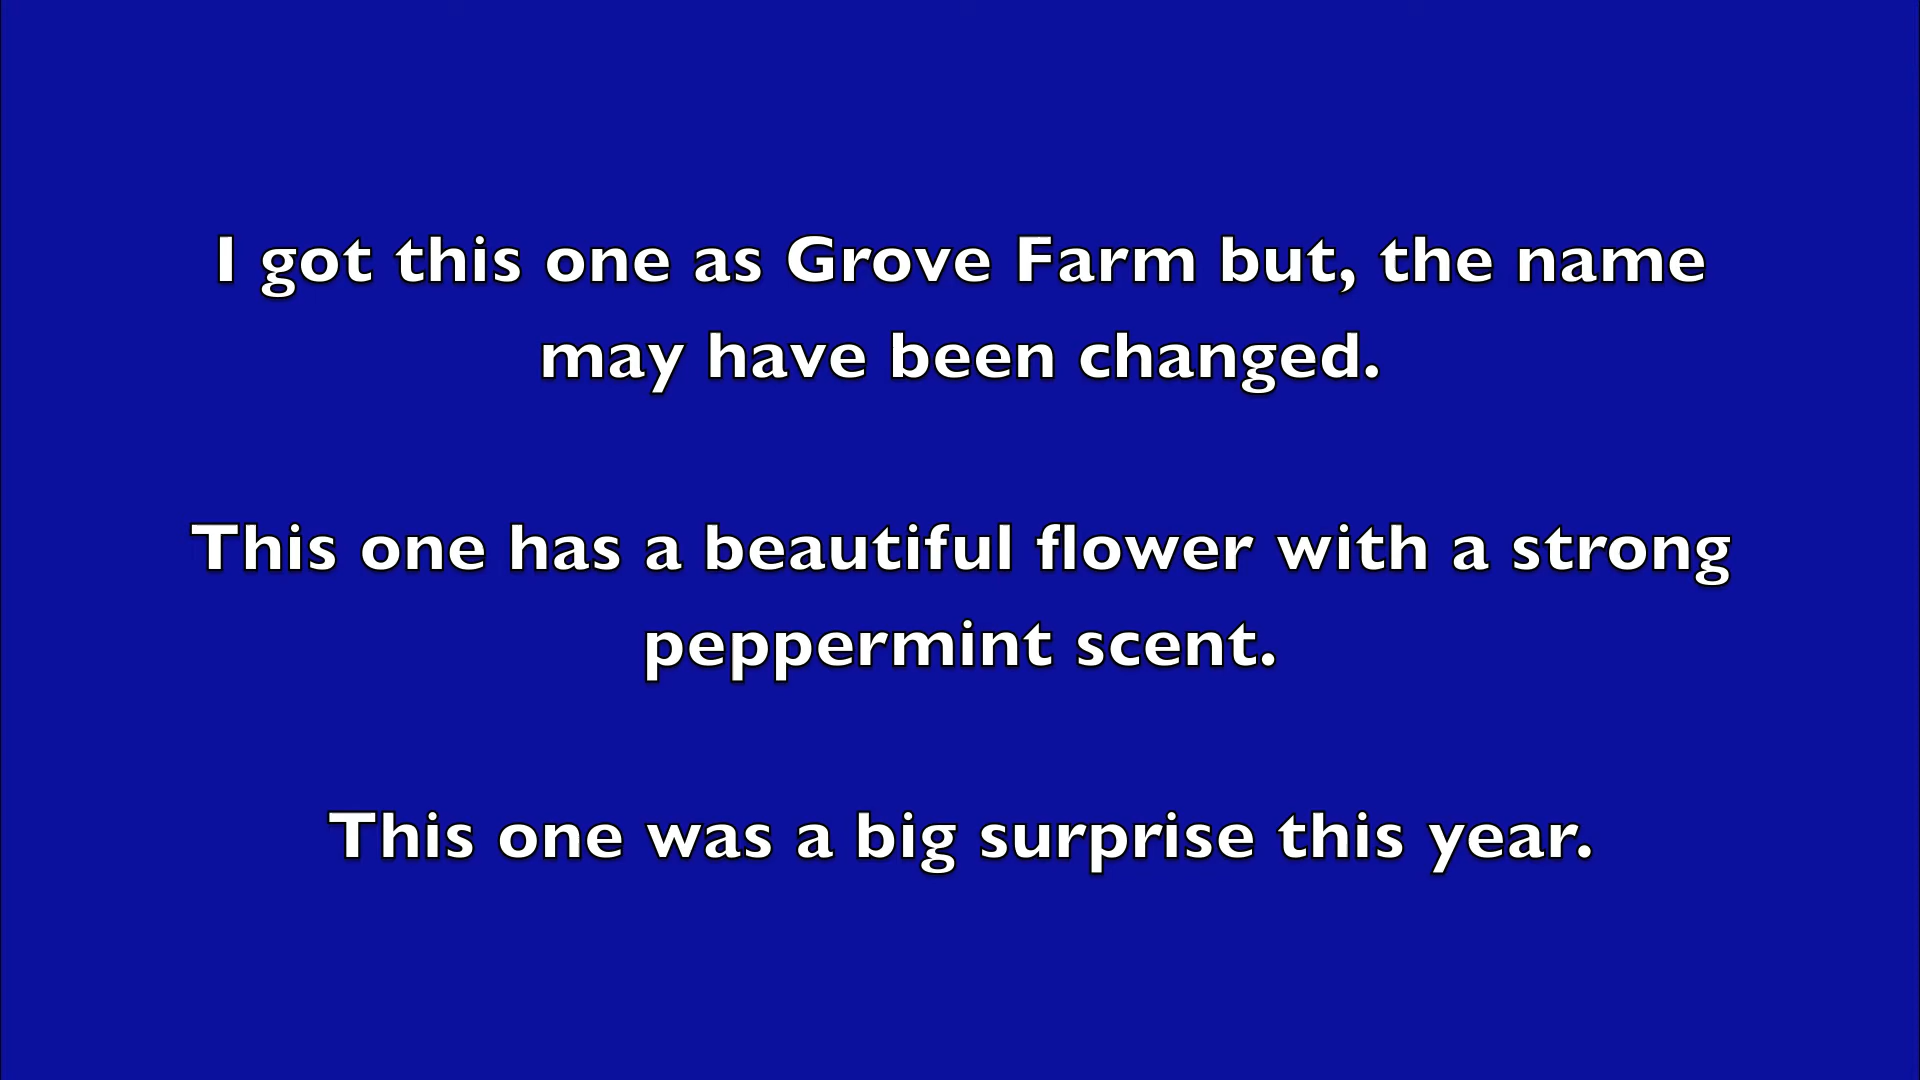 I got this one as Grove Farm but, the name
may have been changed.
This one has a beautiful flower with a strong
peppermint scent.
This one was a big surprise this year.